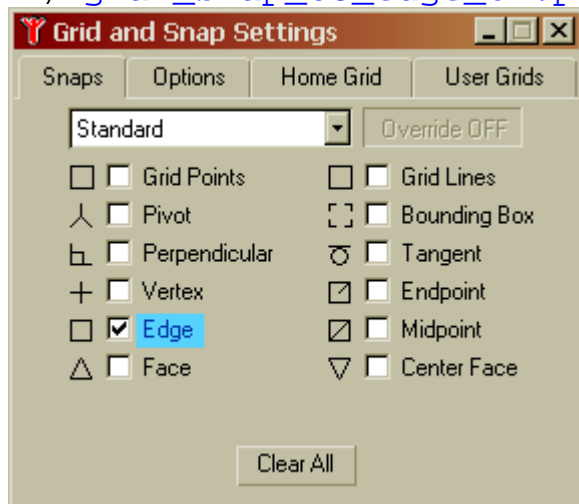 Grid and Snap Settings
Snaps Options Home Grid User Grids
Standard Override OFF
Grid Points Grid Lines
Pivot Bounding Box
Perpendicular Tangent
Vertex Endpoint
Edge Midpoint
Face Center Face
Clear All